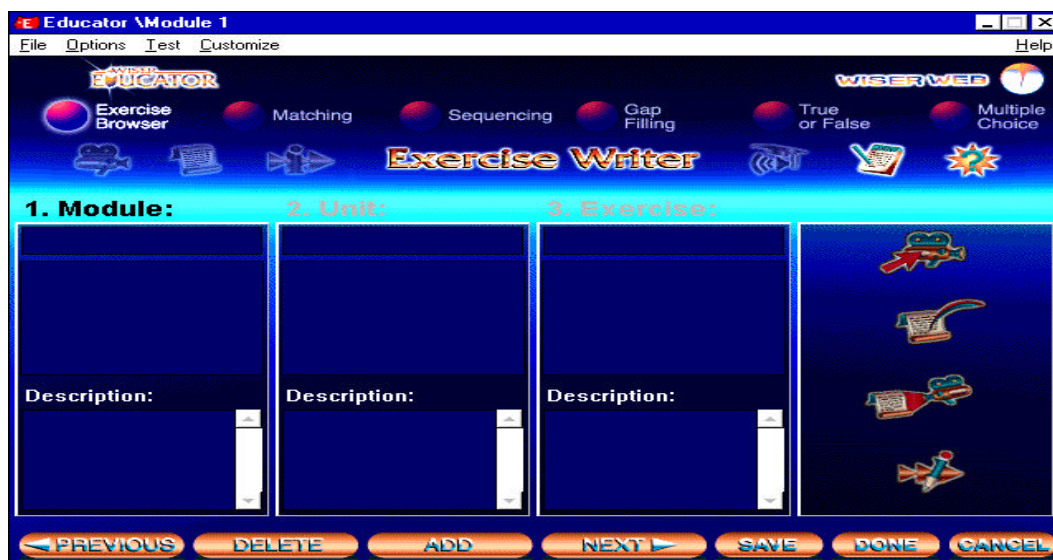 E Educator \Module 1
File Options Test Customize Help
WISER
EDUCATOR
WISER WEB
Exercise
Browser
Matching
Sequencing
Gap
Filling
True
or False
Multiple
Choice
Exercise Writer
1. Module:
2. Unit:
3. Exercise:
Description:
Description:
Description:
PREVIOUS DELETE ADD NEXT SAVE DONE CANCEL